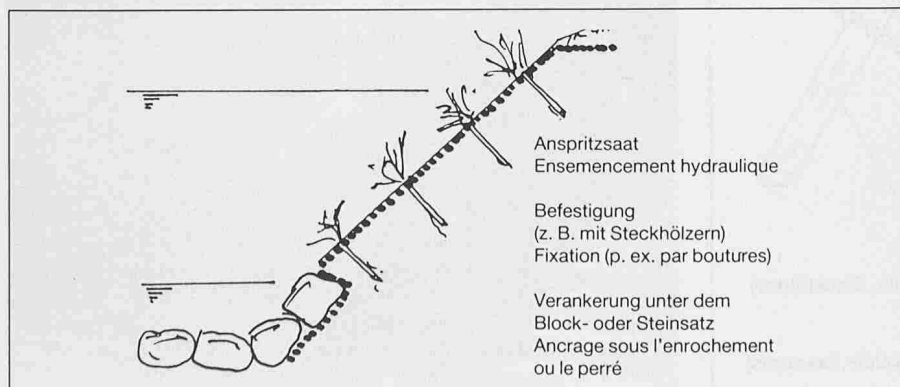 Anspritzsaat
Ensemencement hydraulique
Befestigung
(z. B. mit Steckhölzern)
Fixation (p. ex. par boutures)
Verankerung unter dem
Block- oder Steinsatz
Ancrage sous l'enrochement
ou le perré